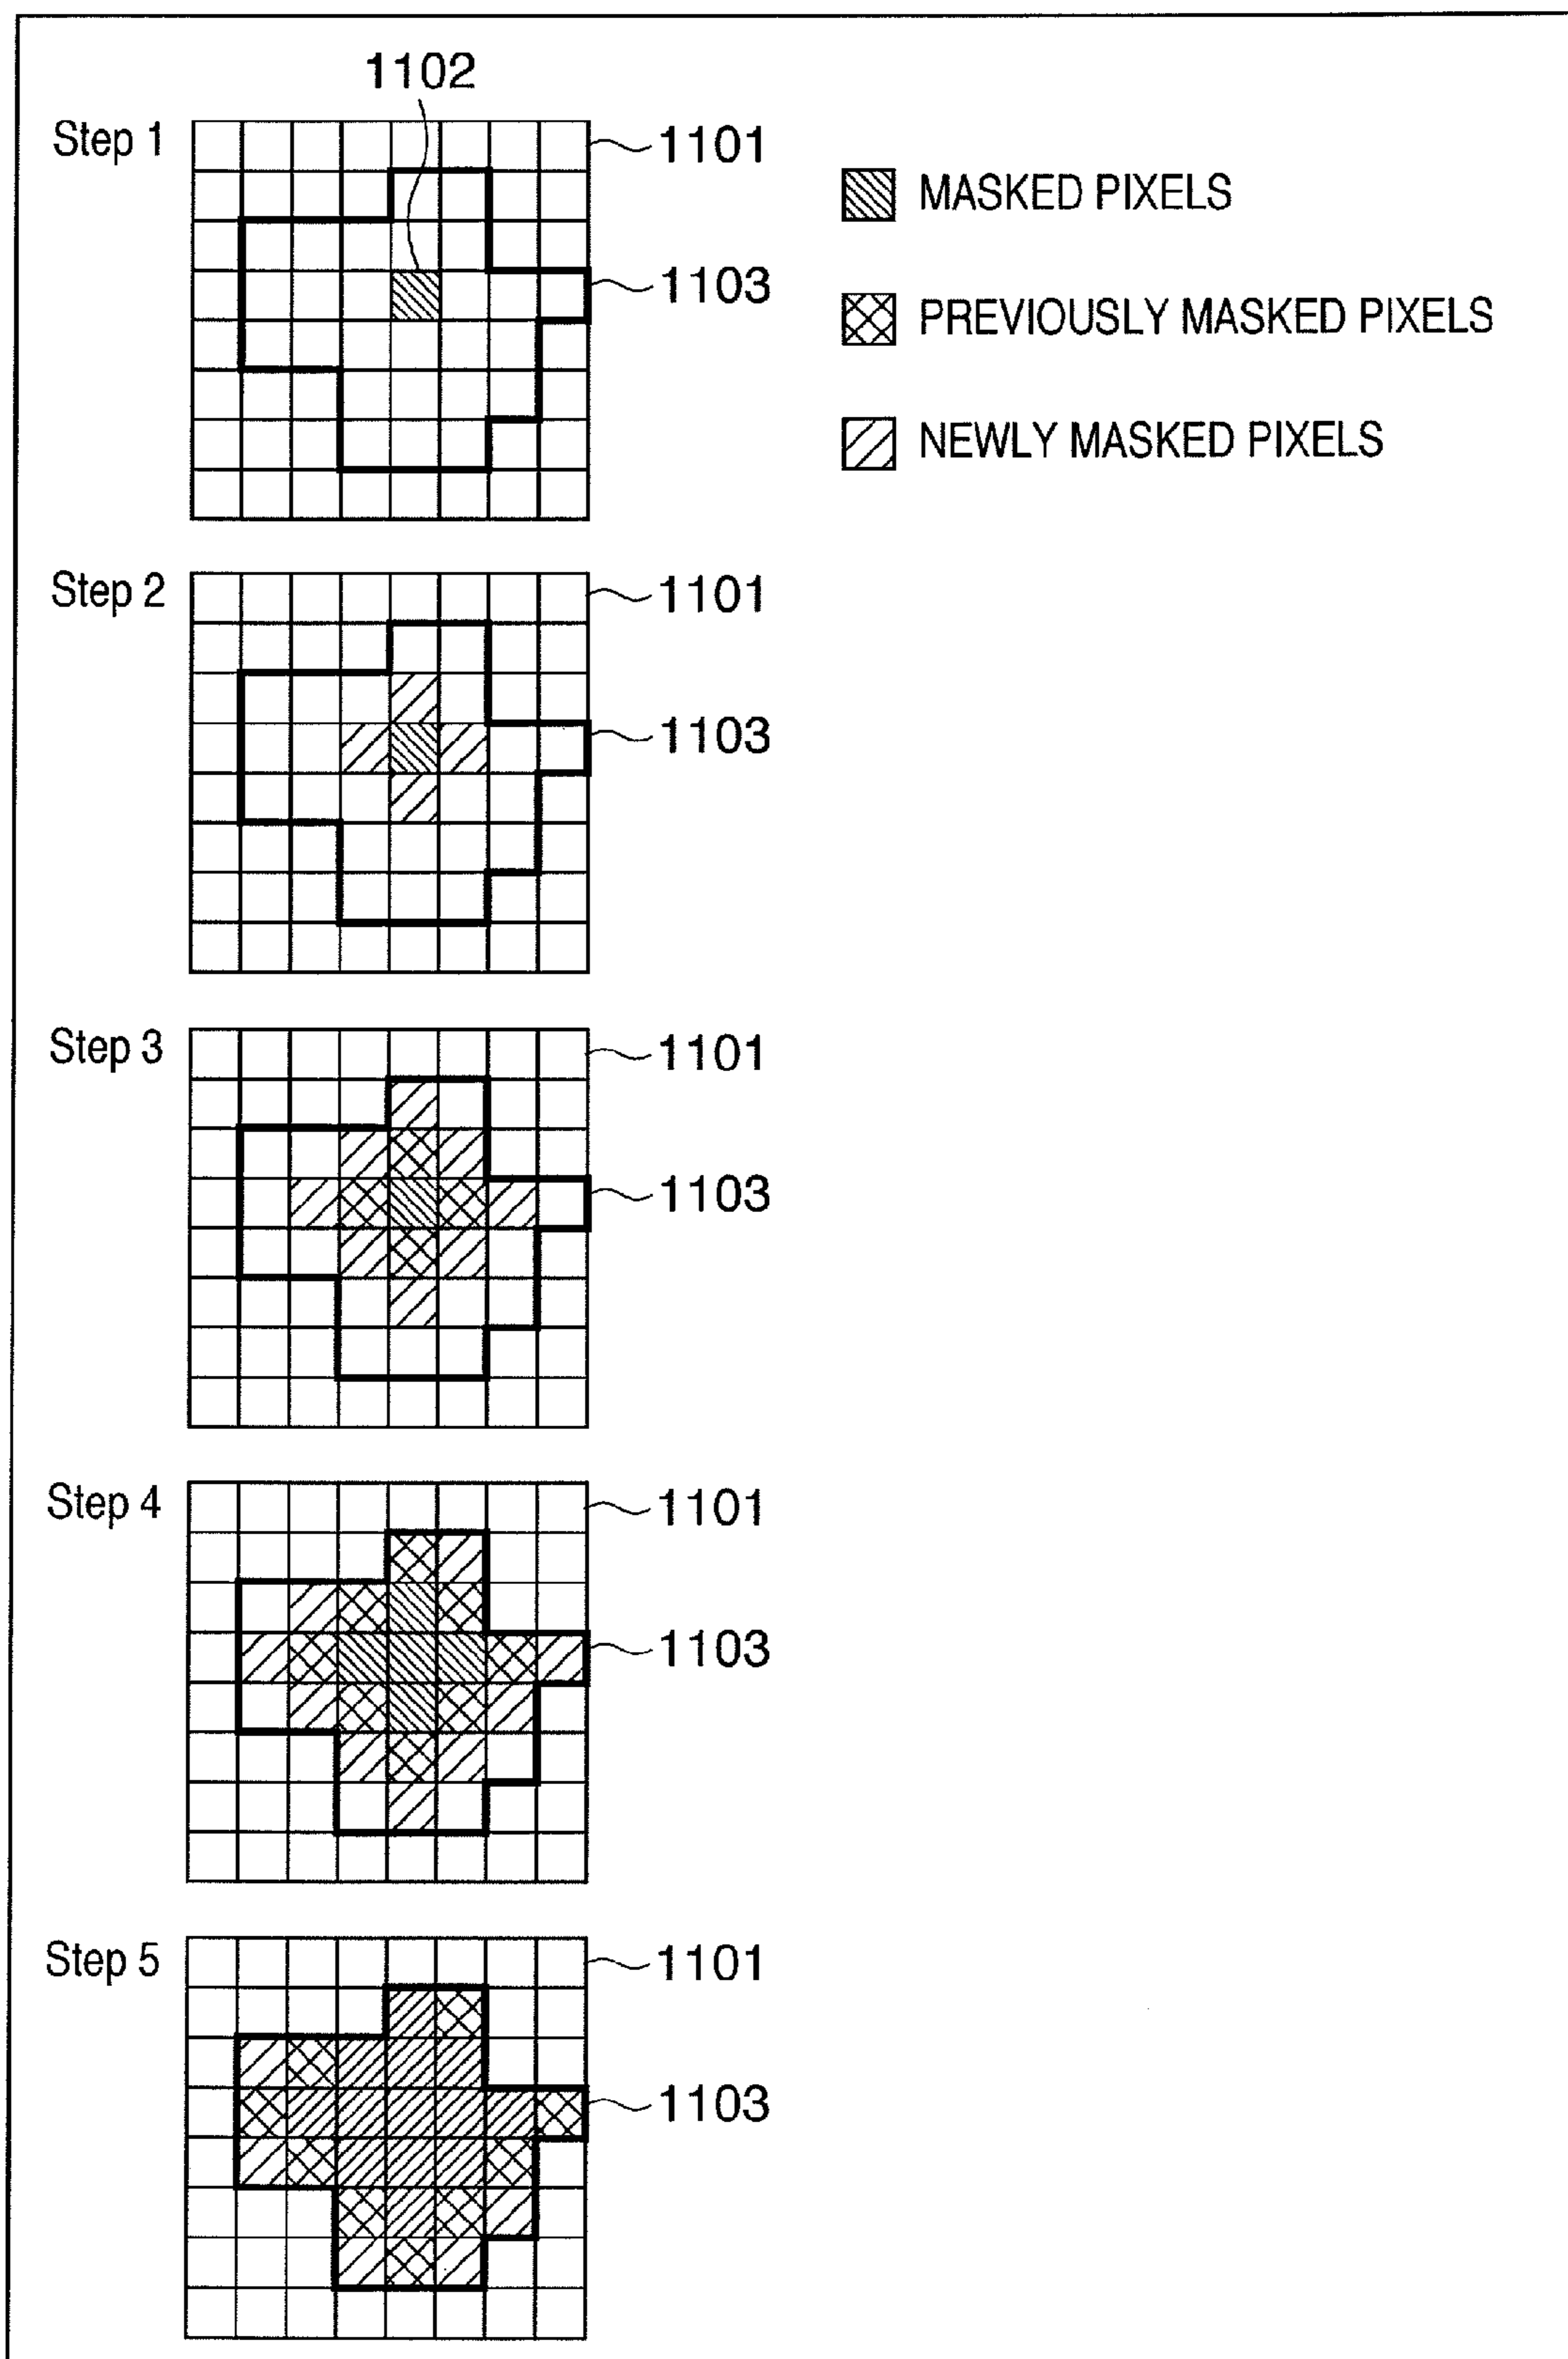 1102
Step 1
1101
1103
MASKED PIXELS
PREVIOUSLY MASKED PIXELS
NEWLY MASKED PIXELS
Step 2
1101
1103
Step 3
1101
1103
Step 4
1101
1103
Step 5
1101
1103